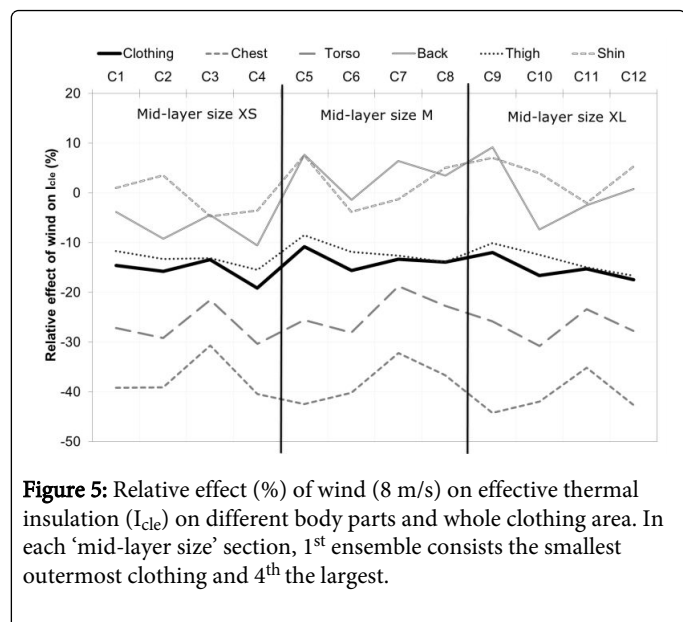 Clothing Chest Torso Back Thigh Shin
C1 C2 C3 C4 C5 C6 C7 C8 C9 C10 C11 C12
Mid-layer size XS Mid-layer size M Mid-layer size XL
Relative effect of wind on Icle (%)
20
10
0
-10
-20
-30
-40
-50
Figure 5: Relative effect (%) of wind (8 m/s) on effective thermal
insulation (Icle) on different body parts and whole clothing area. In
each ‘mid-layer size’ section, 1st ensemble consists the smallest
outermost clothing and 4th the largest.